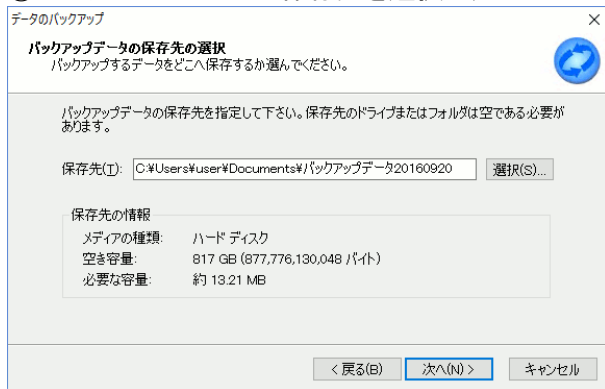 データのバックアップ
バックアップデータの保存先の選択
バックアップするデータをどこへ保存するか選んでください。
バックアップデータの保存先を指定して下さい。保存先のドライブまたはフォルダは空である必要が
あります。
保存先(T): C:¥Users¥user¥Documents¥バックアップデータ20160920 選択(S)...
保存先の情報
メディアの種類: ハード ディスク
空き容量: 817 GB (877,776,130,048 バイト)
必要な容量: 約 13.21 MB
< 戻る(B) 次へ(N) > キャンセル